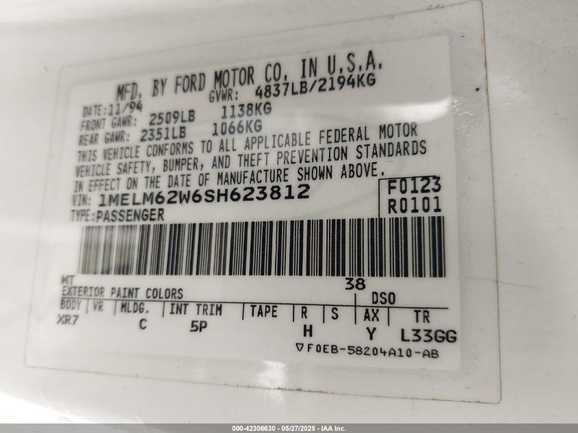 MFD. BY FORD MOTOR CO. IN U.S.A.
DATE: 11/94 GVWR: 4837LB/2194KG
FRONT GAWR: 2509LB 1138KG
REAR GAWR: 2351LB 1066KG
THIS VEHICLE CONFORMS TO ALL APPLICABLE FEDERAL MOTOR
VEHICLE SAFETY, BUMPER, AND THEFT PREVENTION STANDARDS
IN EFFECT ON THE DATE OF MANUFACTURE SHOWN ABOVE.
VIN: 1MELM62W6SH623812 F0123
TYPE: PASSENGER R0101
MT 38
EXTERIOR PAINT COLORS DSO
BODY VR MLDG. INT TRIM TAPE R S AX TR
XR7 C 5P H Y L33GG
▽F0EB-58204A10-AB
000-42306630 - 05/27/2025 - IAA Inc.